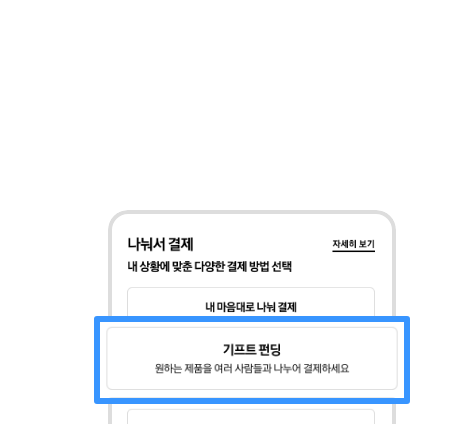 나눠서 결제
자세히 보기
내 상황에 맞춘 다양한 결제 방법 선택
내 마음대로 나눠 결제
기프트 펀딩
원하는 제품을 여러 사람들과 나누어 결제하세요